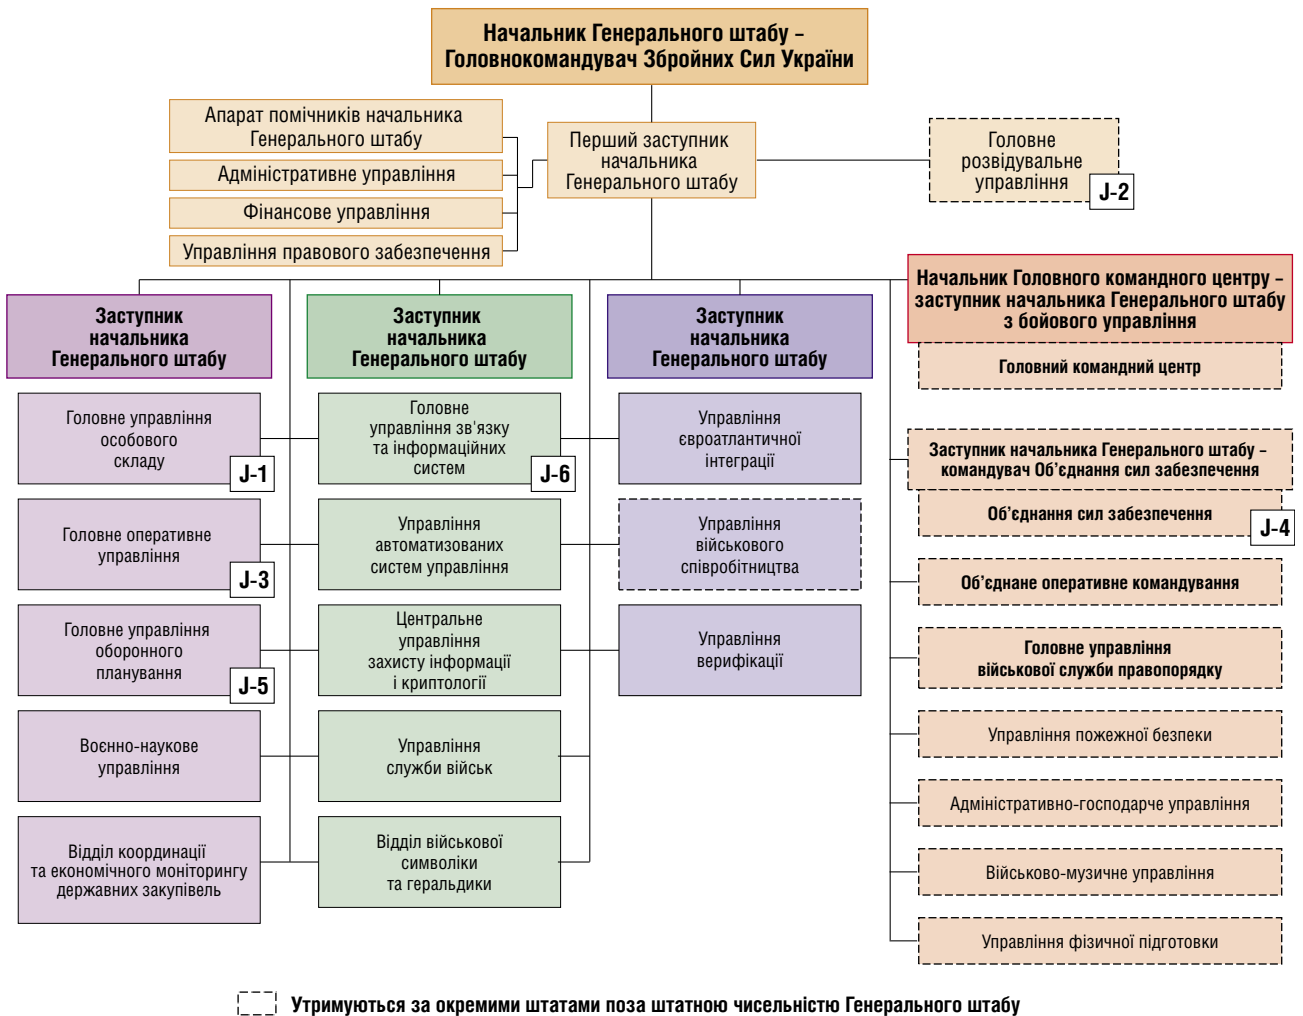 Начальник Генерального штабу –
Головнокомандувач Збройних Сил України
Апарат помічників начальника
Генерального штабу
Адміністративне управління
Фінансове управління
Управління правового забезпечення
Перший заступник
начальника
Генерального штабу
Головне
розвідувальне
управління
J-2
Заступник
начальника
Генерального штабу
Головне управління
особового
складу
J-1
Головне оперативне
управління
J-3
Головне управління
оборонного
планування
J-5
Воєнно-наукове
управління
Відділ координації
та економічного моніторингу
державних закупівель
Заступник
начальника
Генерального штабу
Головне
управління зв'язку
та інформаційних
систем
J-6
Управління
автоматизованих
систем управління
Центральне
управління
захисту інформації
і криптології
Управління
служби військ
Відділ військової
символіки
та геральдики
Заступник
начальника
Генерального штабу
Управління
євроатлантичної
інтеграції
Управління
військового
співробітництва
Управління
верифікації
Начальник Головного командного центру –
заступник начальника Генерального штабу
з бойового управління
Головний командний центр
Заступник начальника Генерального штабу –
командувач Об’єднання сил забезпечення
Об’єднання сил забезпечення
J-4
Об’єднане оперативне командування
Головне управління
військової служби правопорядку
Управління пожежної безпеки
Адміністративно-господарче управління
Військово-музичне управління
Управління фізичної підготовки
Утримуються за окремими штатами поза штатною чисельністю Генерального штабу